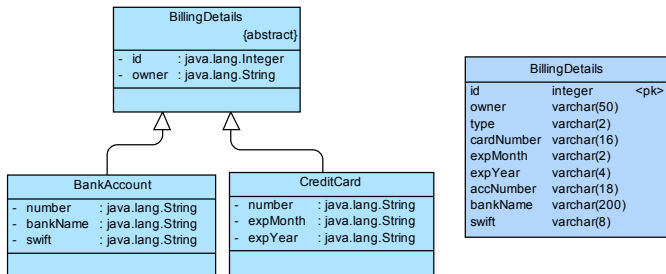 BillingDetails
{abstract}
- id : java.lang.Integer
- owner : java.lang.String
BankAccount
- number : java.lang.String
- bankName : java.lang.String
- swift : java.lang.String
CreditCard
- number : java.lang.String
- expMonth : java.lang.String
- expYear : java.lang.String
BillingDetails
id integer <pk>
owner varchar(50)
type varchar(2)
cardNumber varchar(16)
expMonth varchar(2)
expYear varchar(4)
accNumber varchar(18)
bankName varchar(200)
swift varchar(8)